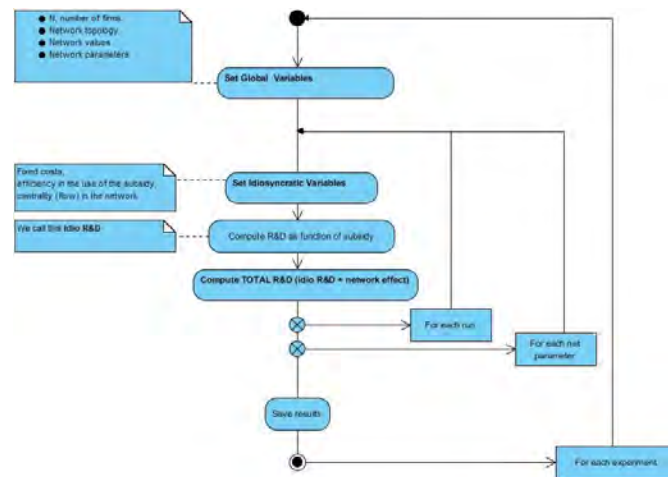 N, number of firms
Network topology
Network values
Network parameters
Set Global Variables
Fixed costs,
efficiency in the use of the subsidy,
centrality (flow) in the network
Set Idiosyncratic Variables
We call this Idio R&D
Compute R&D as function of subsidy
Compute TOTAL R&D (idio R&D + network effect)
For each run
For each net
parameter
Save results
For each experiment